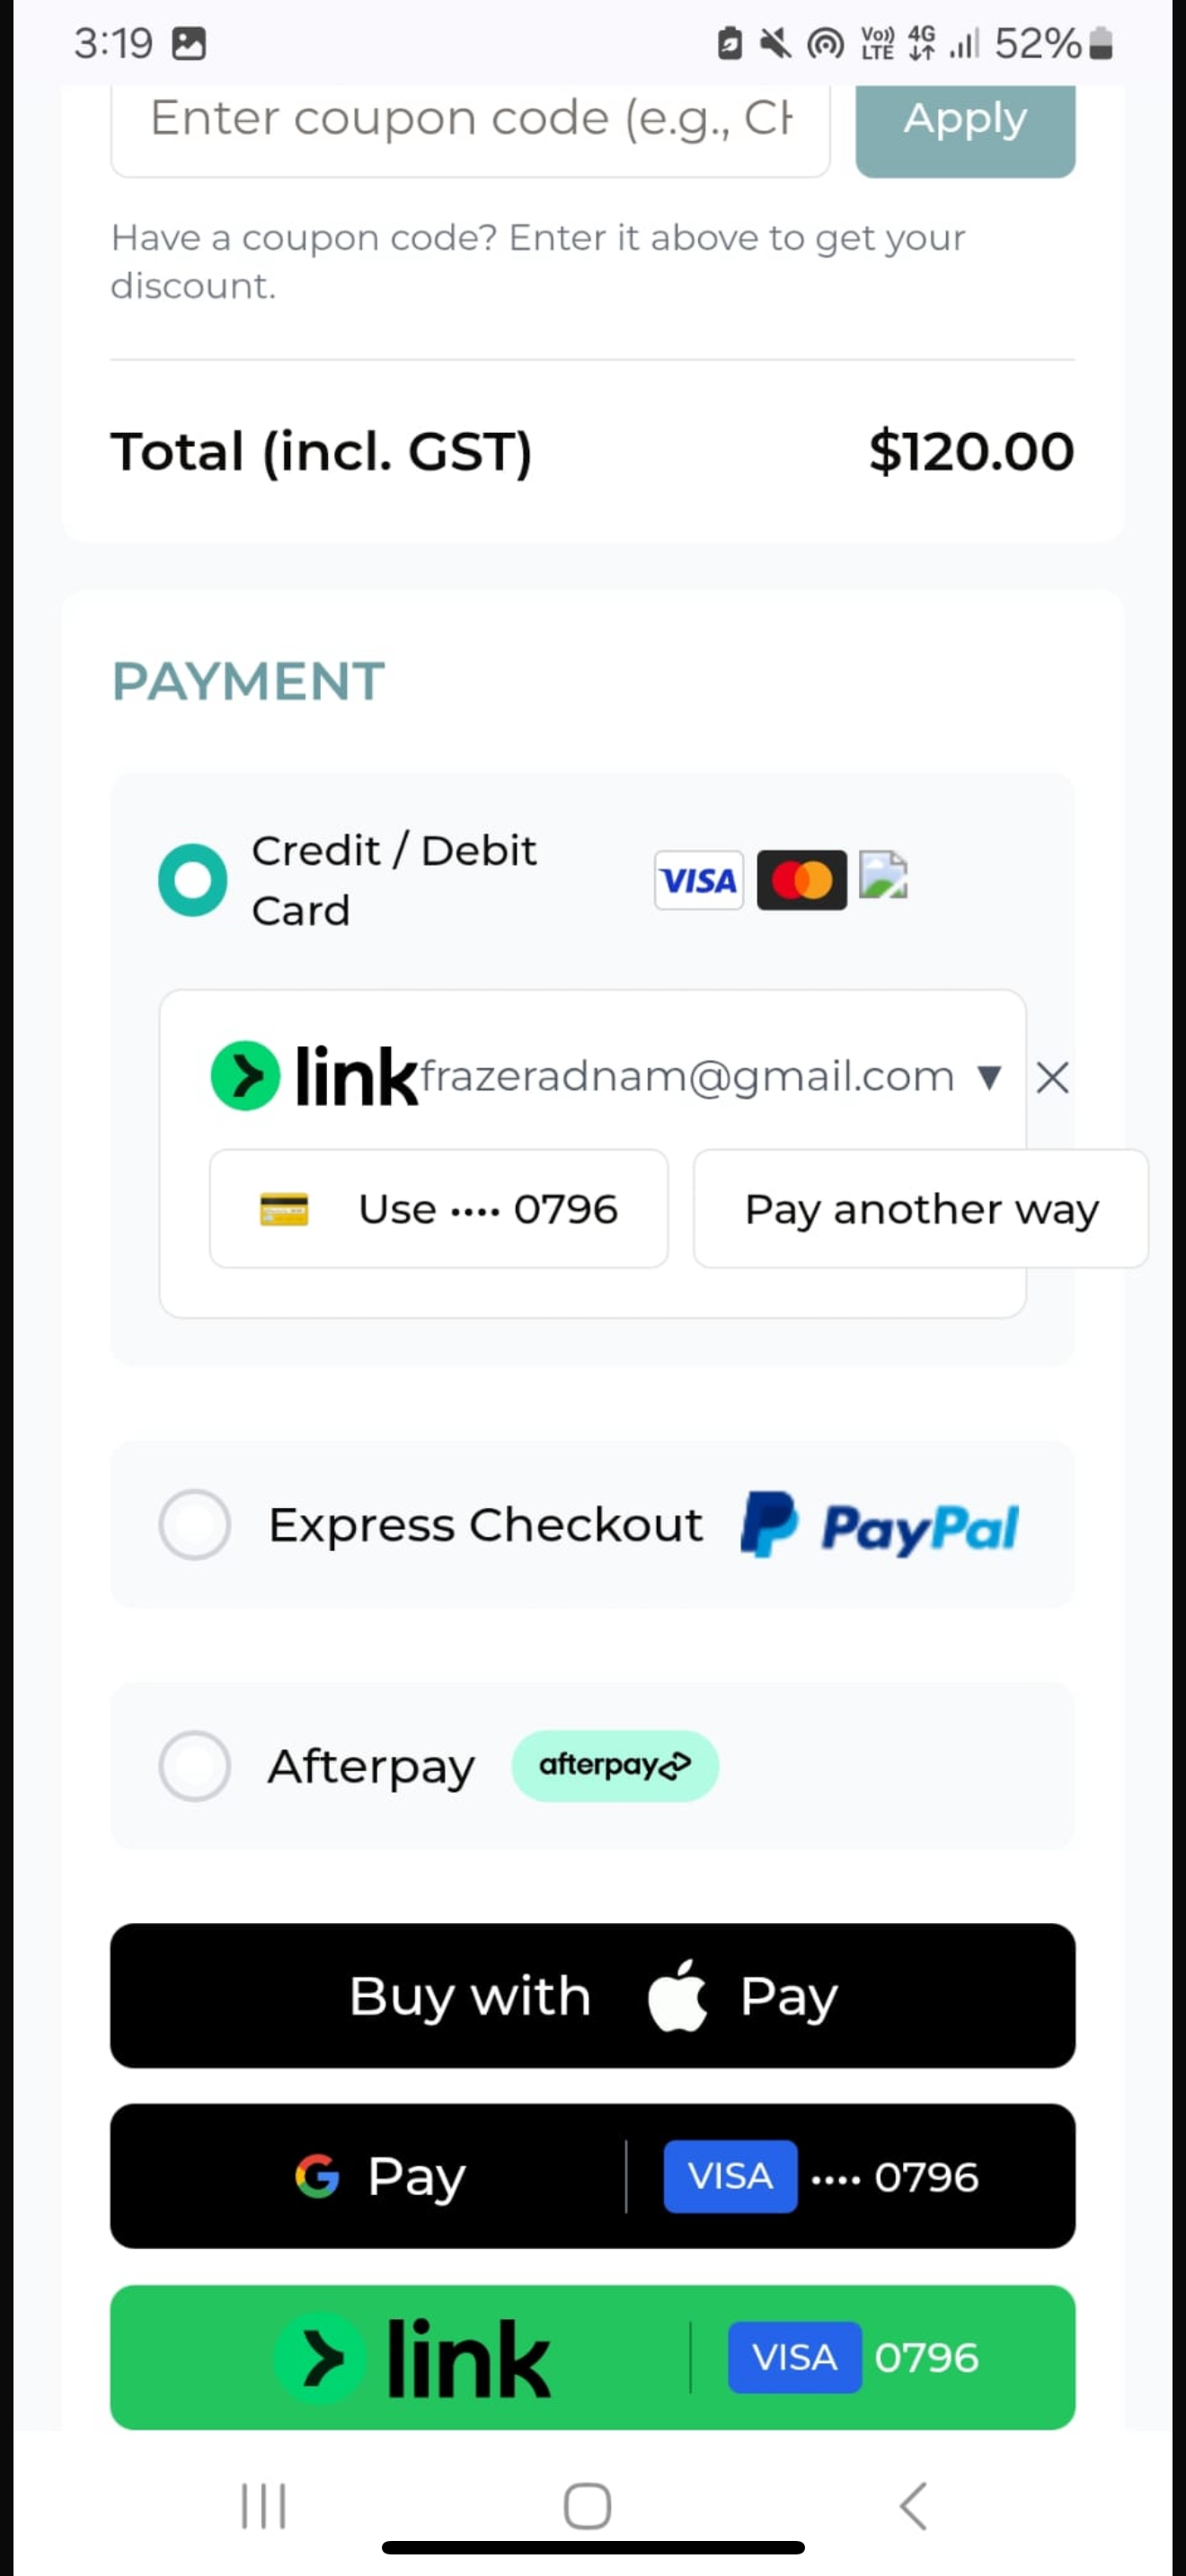 3:19 Vo)) LTE 4G 52%
Enter coupon code (e.g., CH Apply
Have a coupon code? Enter it above to get your
discount.
Total (incl. GST) $120.00
PAYMENT
Credit / Debit
Card VISA
link frazeradnam@gmail.com ▼ ×
Use •••• 0796 Pay another way
Express Checkout PayPal
Afterpay afterpay
Buy with Pay
G Pay VISA •••• 0796
link VISA 0796